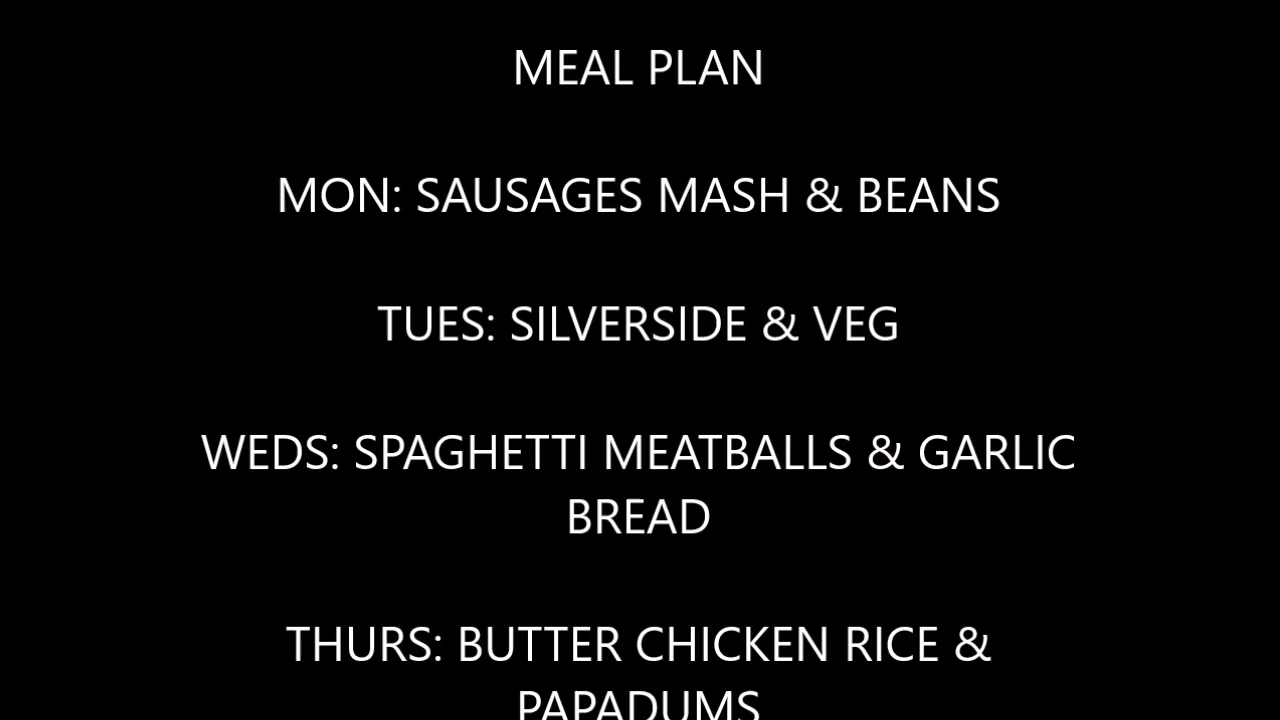 MEAL PLAN
MON: SAUSAGES MASH & BEANS
TUES: SILVERSIDE & VEG
WEDS: SPAGHETTI MEATBALLS & GARLIC
BREAD
THURS: BUTTER CHICKEN RICE &
PAPADUMS